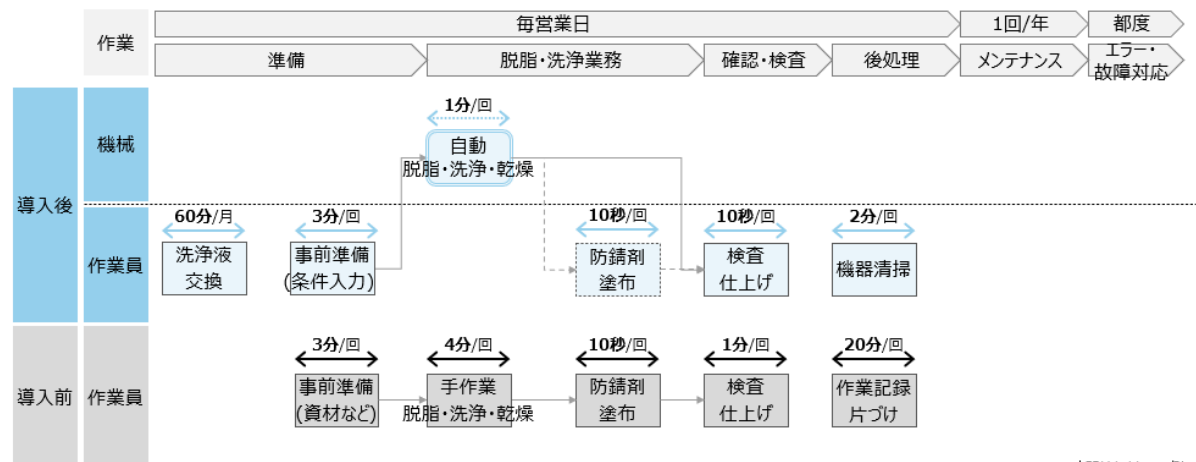 作業
毎営業日
1回/年
都度
準備
脱脂・洗浄業務
確認・検査
後処理
メンテナンス
エラー・
故障対応
導入後
機械
1分/回
自動
脱脂・洗浄・乾燥
作業員
60分/月
洗浄液
交換
3分/回
事前準備
(条件入力)
10秒/回
防錆剤
塗布
10秒/回
検査
仕上げ
2分/回
機器清掃
導入前
作業員
3分/回
事前準備
(資材など)
4分/回
手作業
脱脂・洗浄・乾燥
10秒/回
防錆剤
塗布
1分/回
検査
仕上げ
20分/回
作業記録
片づけ